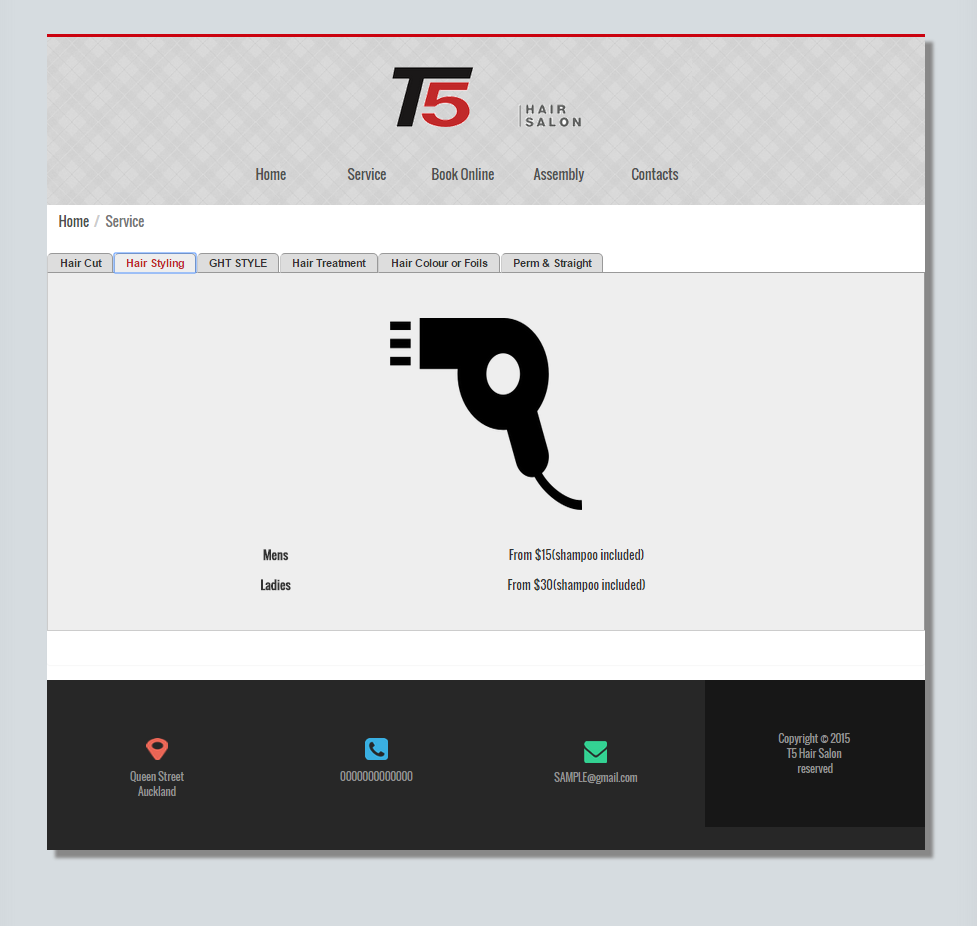 T5
HAIR
SALON
Home Service Book Online Assembly Contacts
Home / Service
Hair Cut Hair Styling GHT STYLE Hair Treatment Hair Colour or Foils Perm & Straight
Mens From $15(shampoo included)
Ladies From $30(shampoo included)
Queen Street
Auckland
0000000000000
SAMPLE@gmail.com
Copyright © 2015
T5 Hair Salon
reserved